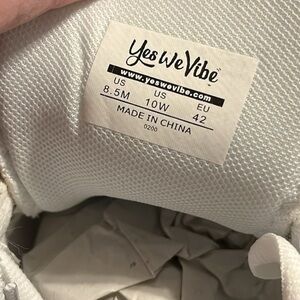 Yes We Vibe
www.yeswevibe.com
US US EU
8.5M 10W 42
MADE IN CHINA
0200